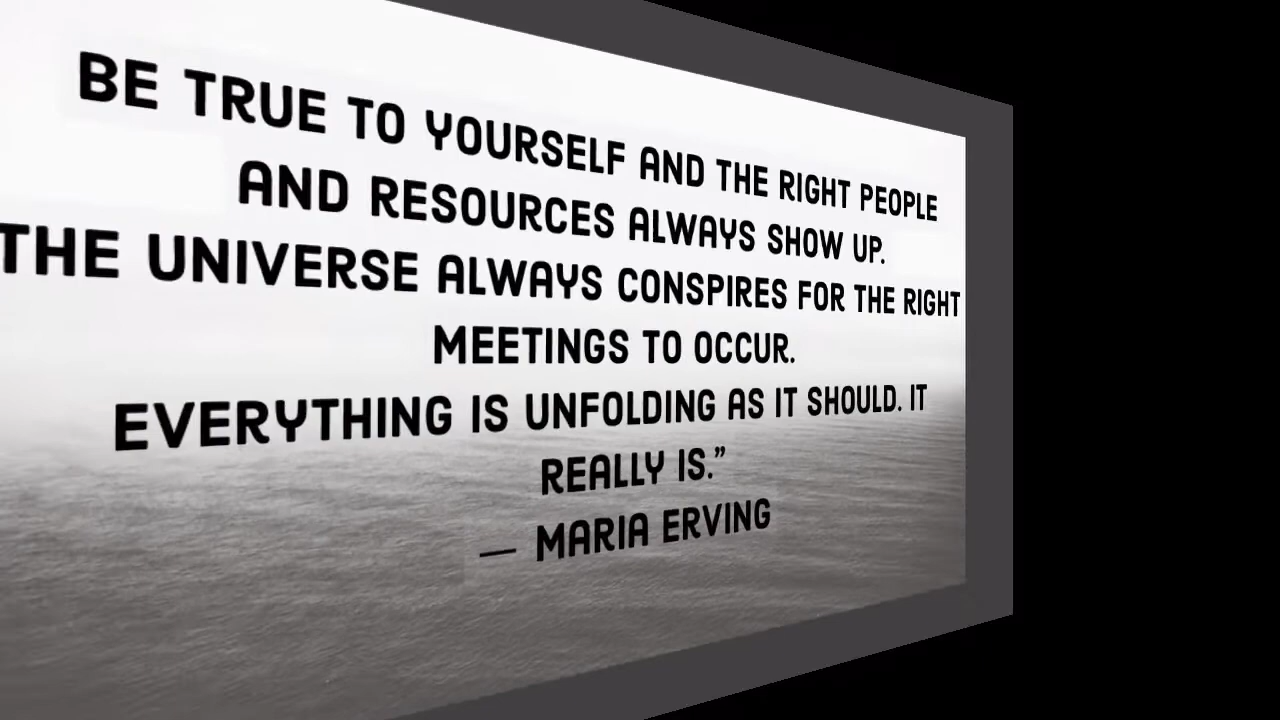 BE TRUE TO YOURSELF AND THE RIGHT PEOPLE
AND RESOURCES ALWAYS SHOW UP.
THE UNIVERSE ALWAYS CONSPIRES FOR THE RIGHT
MEETINGS TO OCCUR.
EVERYTHING IS UNFOLDING AS IT SHOULD. IT
REALLY IS.”
— MARIA ERVING